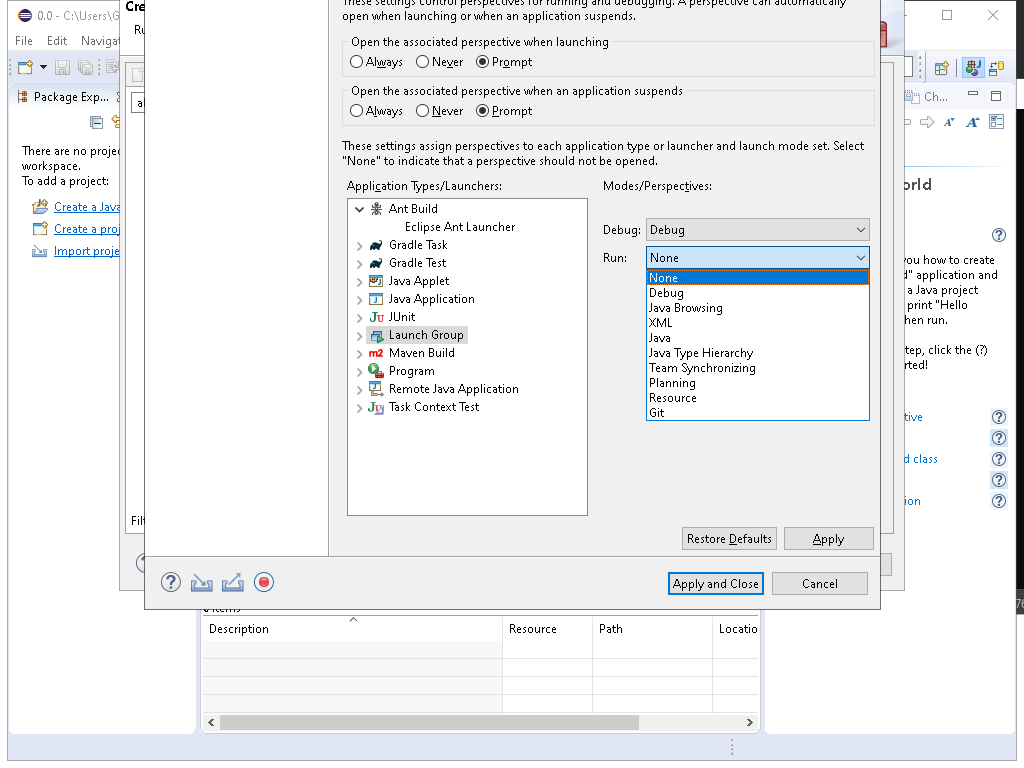 0.0 - C:\Users\G
Cre
These settings control perspectives for running and debugging. A perspective can automatically
open when launching or when an application suspends.
File Edit Naviga
Ru
Open the associated perspective when launching
Always Never Prompt
Open the associated perspective when an application suspends
Always Never Prompt
Package Exp...
Ch...
al
There are no proje
workspace.
To add a project:
Create a Java
Create a proj
Import proje
These settings assign perspectives to each application type or launcher and launch mode set. Select
"None" to indicate that a perspective should not be opened.
Application Types/Launchers:
Modes/Perspectives:
Ant Build
Eclipse Ant Launcher
Gradle Task
Gradle Test
Java Applet
Java Application
JUnit
Launch Group
Maven Build
Program
Remote Java Application
Task Context Test
Debug: Debug
Run: None
None
Debug
Java Browsing
XML
Java
Java Type Hierarchy
Team Synchronizing
Planning
Resource
Git
orld
you how to create
d" application and
a Java project
print "Hello
hen run.
tep, click the (?)
rted!
tive
d class
ion
Filt
Restore Defaults Apply
Apply and Close Cancel
0 items
Description Resource Path Locatio
76